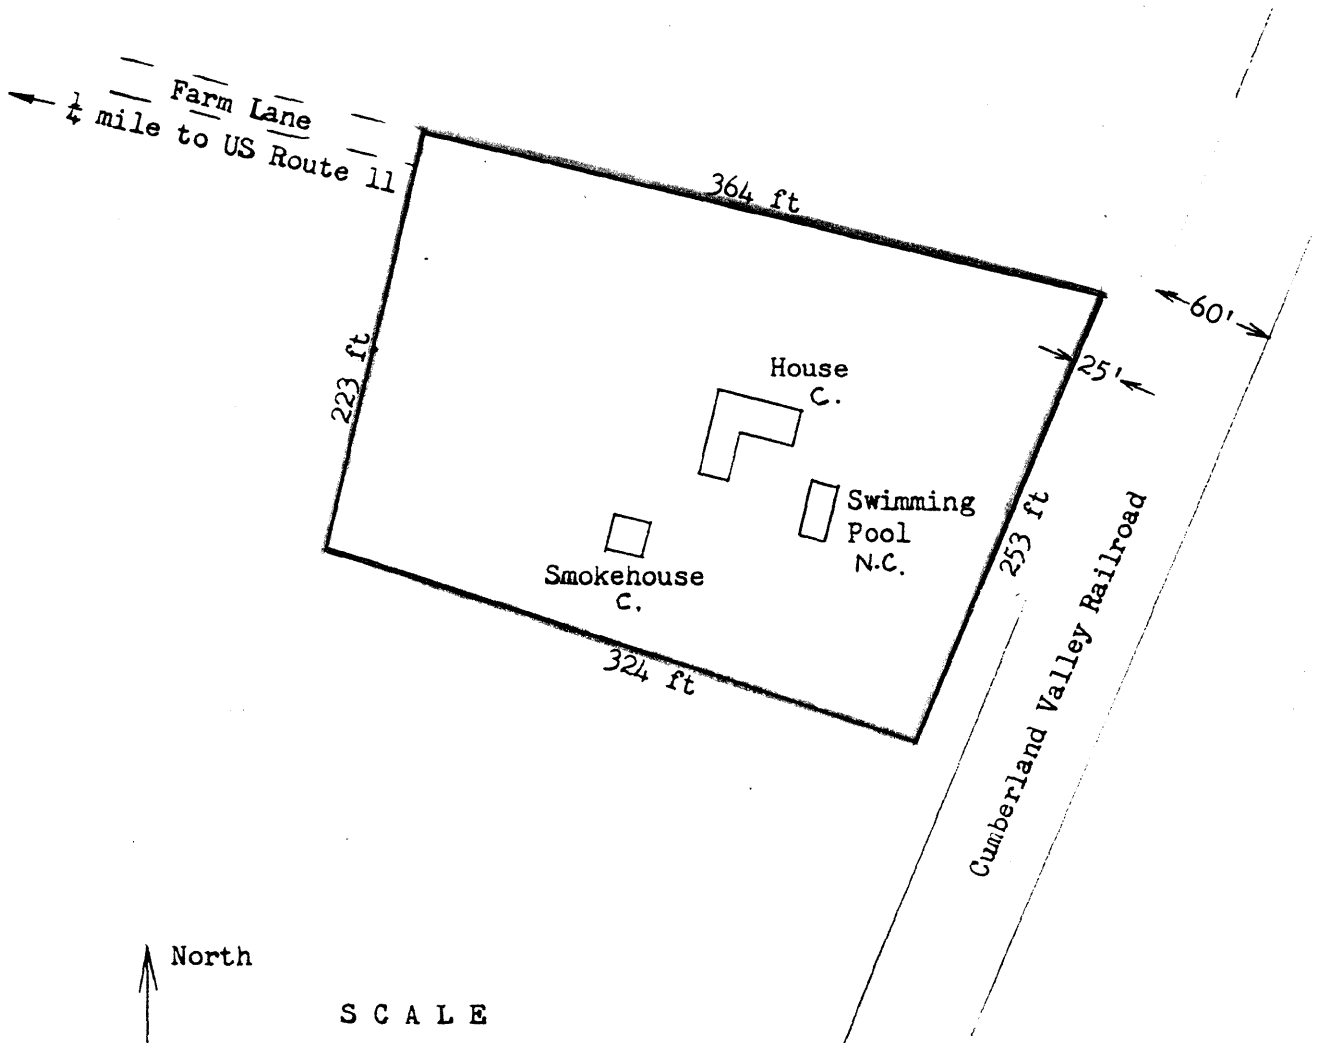 Farm Lane
1/4 mile to US Route 11
364 ft
60'
25'
223 ft
House
C.
Swimming
Pool
N.C.
253 ft
Smokehouse
C.
324 ft
Cumberland Valley Railroad
North
SCALE